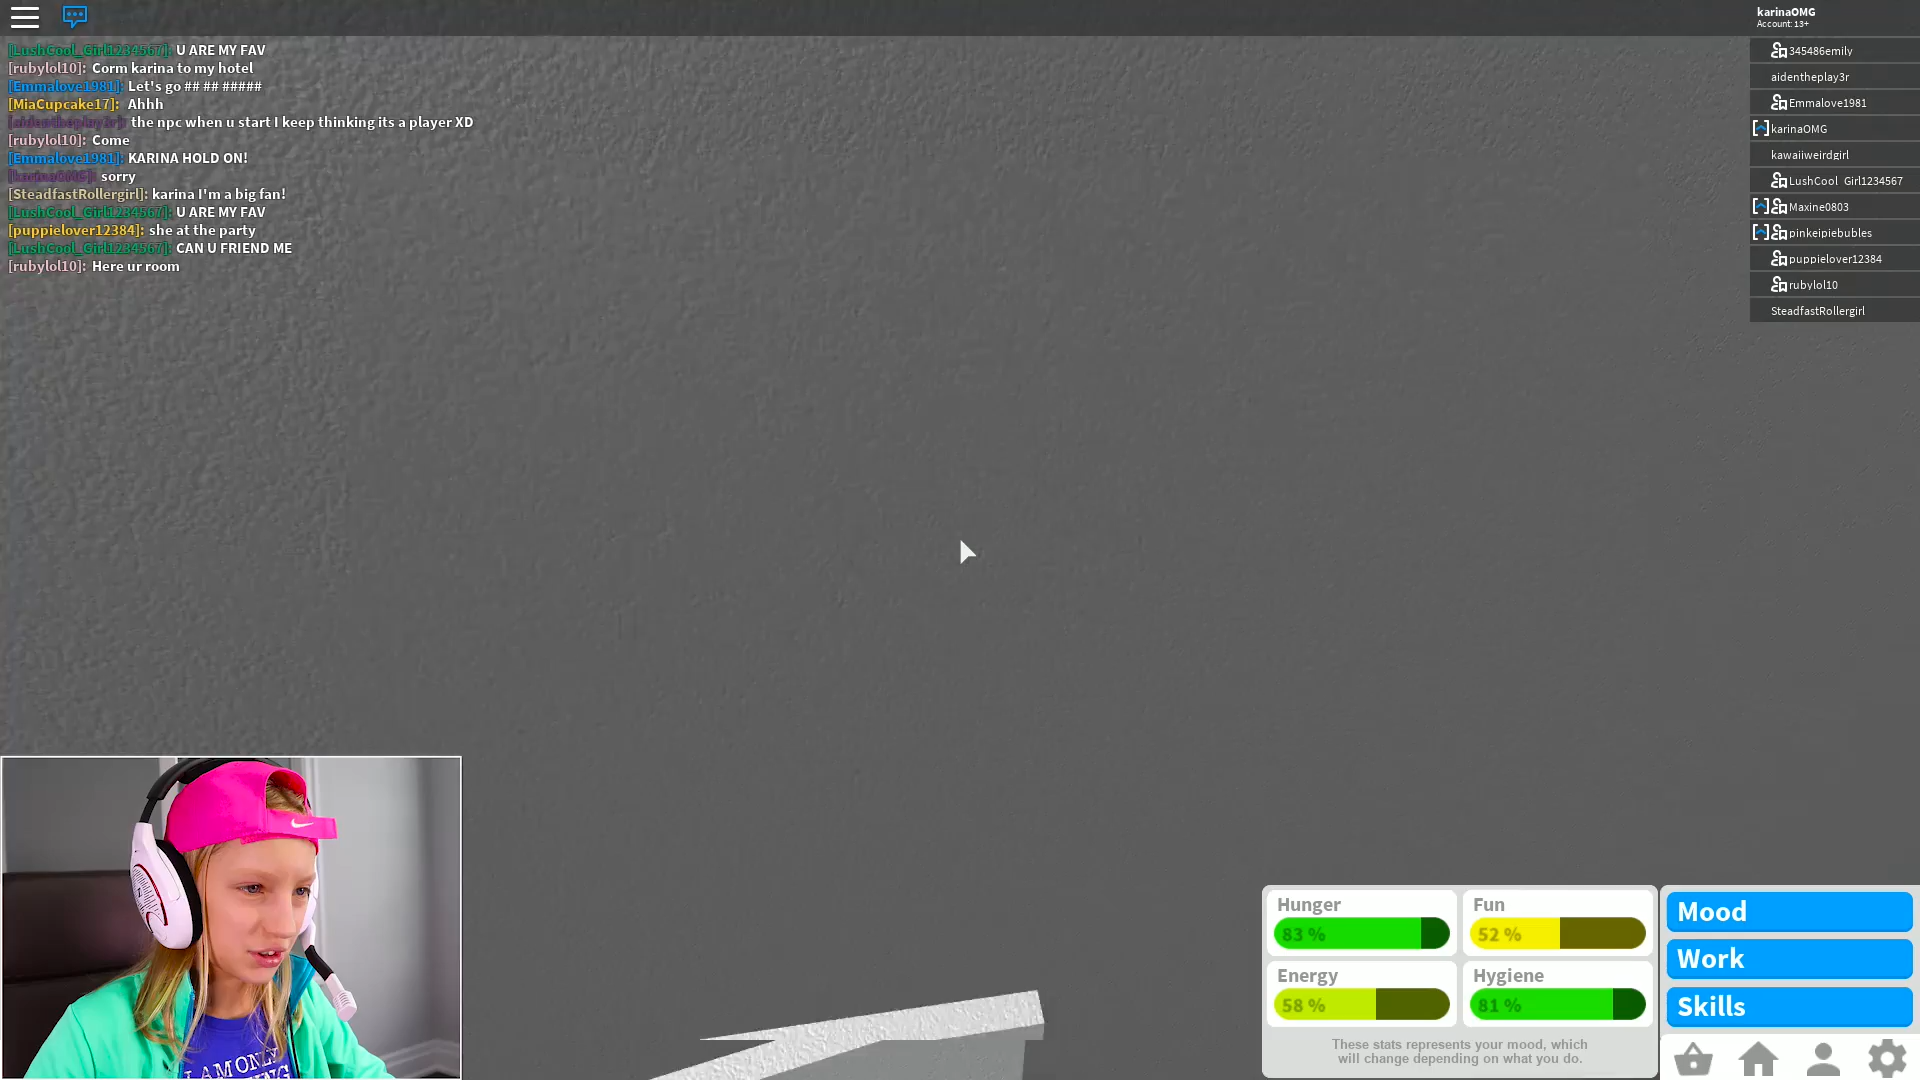 karinaOMG
Account: 13+
[LushCool_Girl1234567]: U ARE MY FAV
[rubylol10]: Corm karina to my hotel
[Emmalove1981]: Let's go ## ## #####
[MiaCupcake17]: Ahhh
[aidentheplay3r]: the npc when u start I keep thinking its a player XD
[rubylol10]: Come
[Emmalove1981]: KARINA HOLD ON!
[karinaOMG]: sorry
[SteadfastRollergirl]: karina I'm a big fan!
[LushCool_Girl1234567]: U ARE MY FAV
[puppielover12384]: she at the party
[LushCool_Girl1234567]: CAN U FRIEND ME
[rubylol10]: Here ur room
345486emily
aidentheplay3r
Emmalove1981
karinaOMG
kawaiiweirdgirl
LushCool_Girl1234567
Maxine0803
pinkeipiebubles
puppielover12384
rubylol10
SteadfastRollergirl
Hunger
83 %
Fun
52 %
Energy
58 %
Hygiene
81 %
These stats represents your mood, which
will change depending on what you do.
Mood
Work
Skills
I AM ONLY